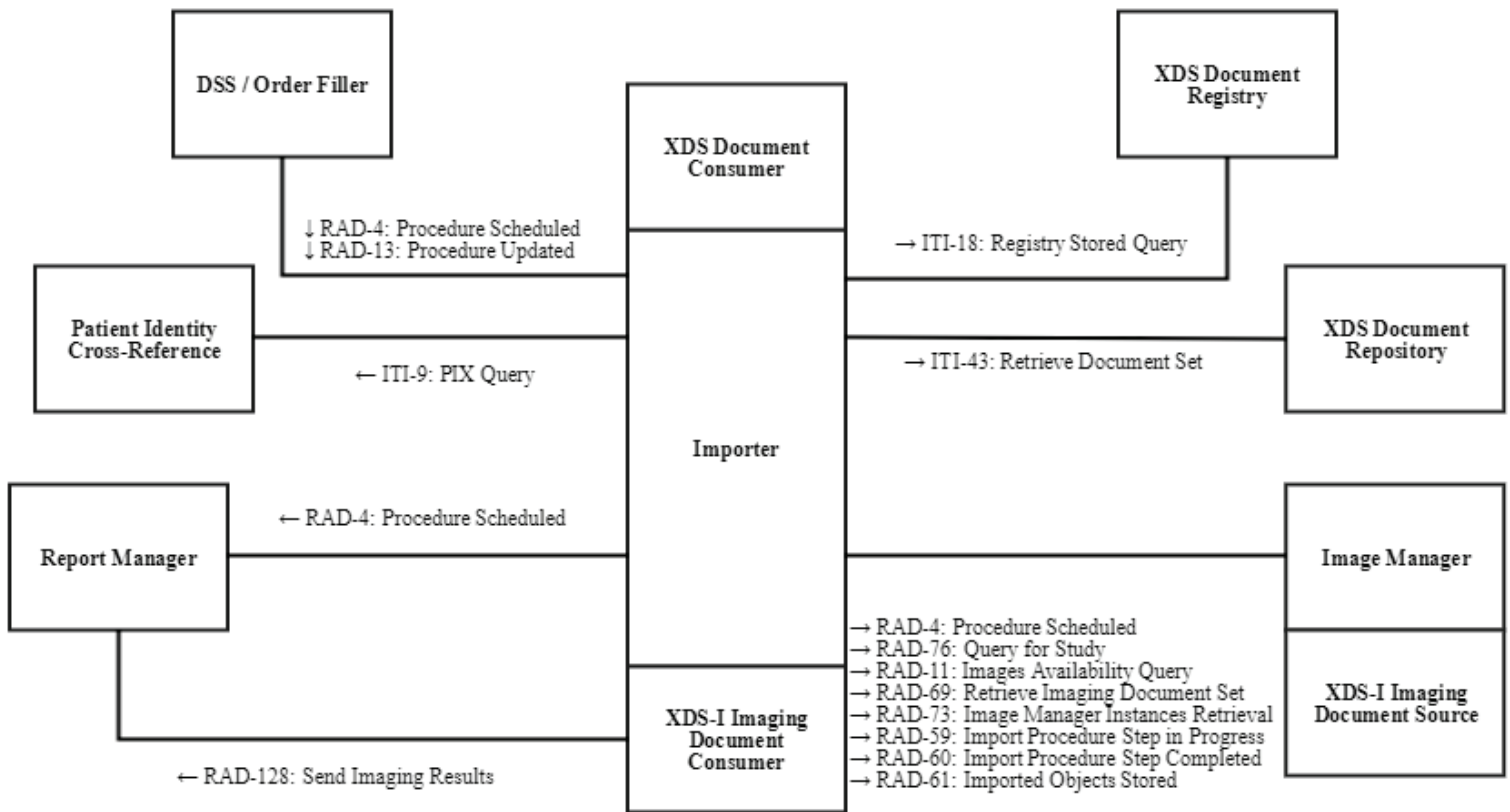 DSS / Order Filler
XDS Document
Registry
XDS Document
Consumer
↓ RAD-4: Procedure Scheduled
↓ RAD-13: Procedure Updated
→ ITI-18: Registry Stored Query
Patient Identity
Cross-Reference
← ITI-9: PIX Query
→ ITI-43: Retrieve Document Set
XDS Document
Repository
Importer
← RAD-4: Procedure Scheduled
Report Manager
Image Manager
→ RAD-4: Procedure Scheduled
→ RAD-76: Query for Study
→ RAD-11: Images Availability Query
→ RAD-69: Retrieve Imaging Document Set
→ RAD-73: Image Manager Instances Retrieval
→ RAD-59: Import Procedure Step in Progress
→ RAD-60: Import Procedure Step Completed
→ RAD-61: Imported Objects Stored
XDS-I Imaging
Document Source
XDS-I Imaging
Document
Consumer
← RAD-128: Send Imaging Results